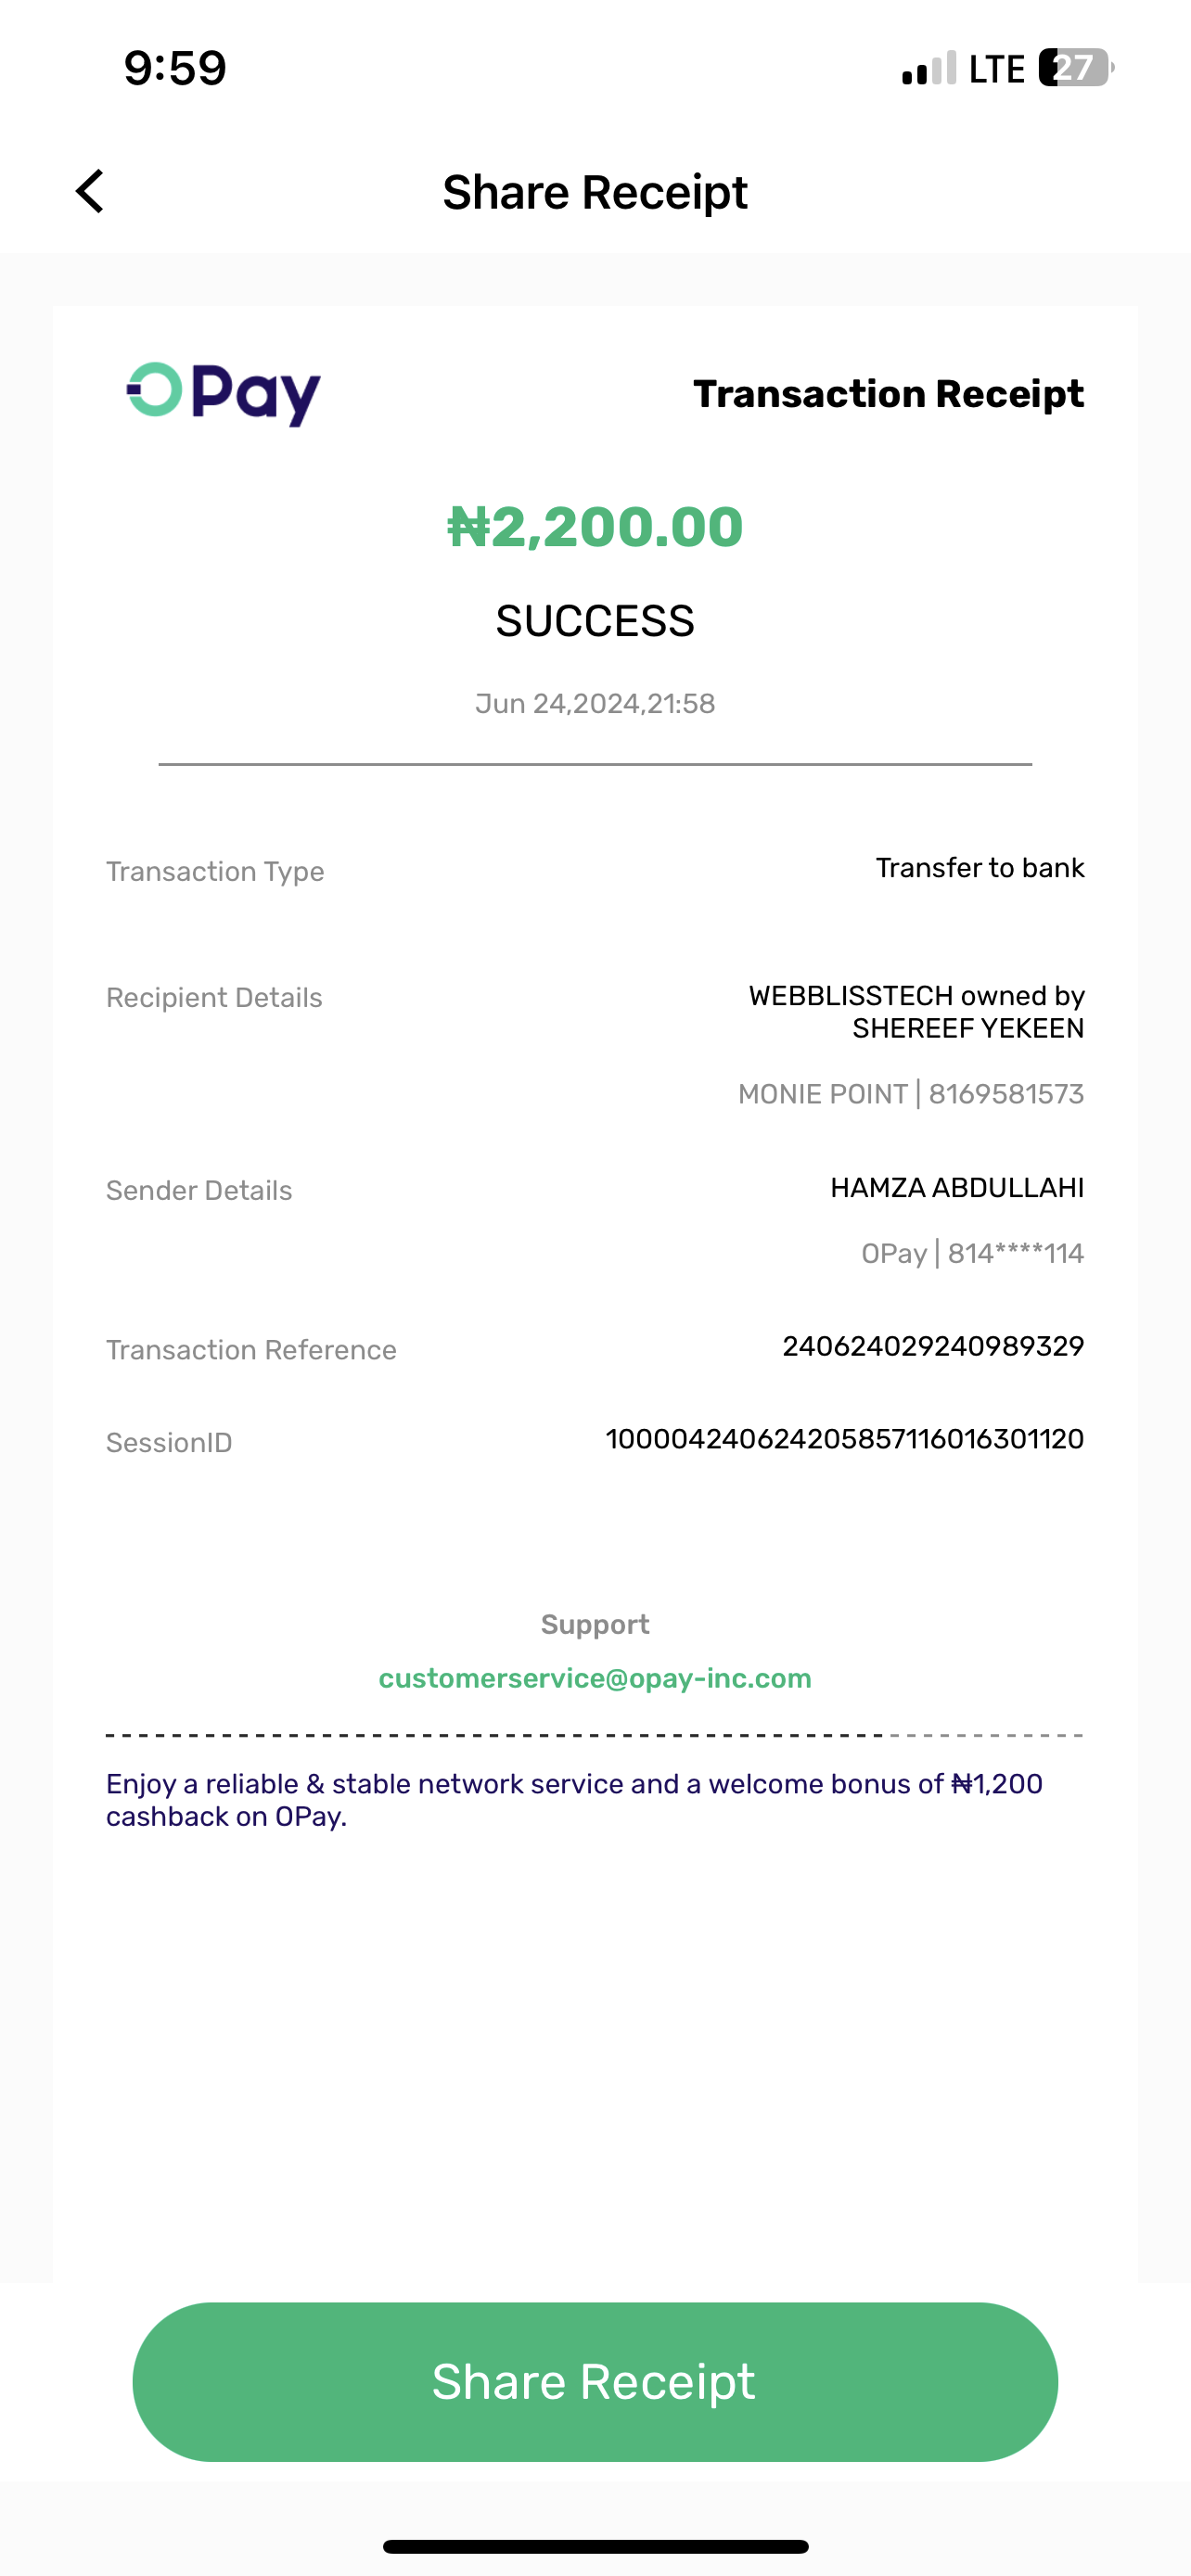 9:59 LTE 27
Share Receipt
OPay Transaction Receipt
₦2,200.00
SUCCESS
Jun 24,2024,21:58
Transaction Type Transfer to bank
Recipient Details WEBBLISSTECH owned by
SHEREEF YEKEEN
MONIE POINT | 8169581573
Sender Details HAMZA ABDULLAHI
OPay | 814****114
Transaction Reference 240624029240989329
SessionID 100004240624205857116016301120
Support
customerservice@opay-inc.com
Enjoy a reliable & stable network service and a welcome bonus of ₦1,200
cashback on OPay.
Share Receipt